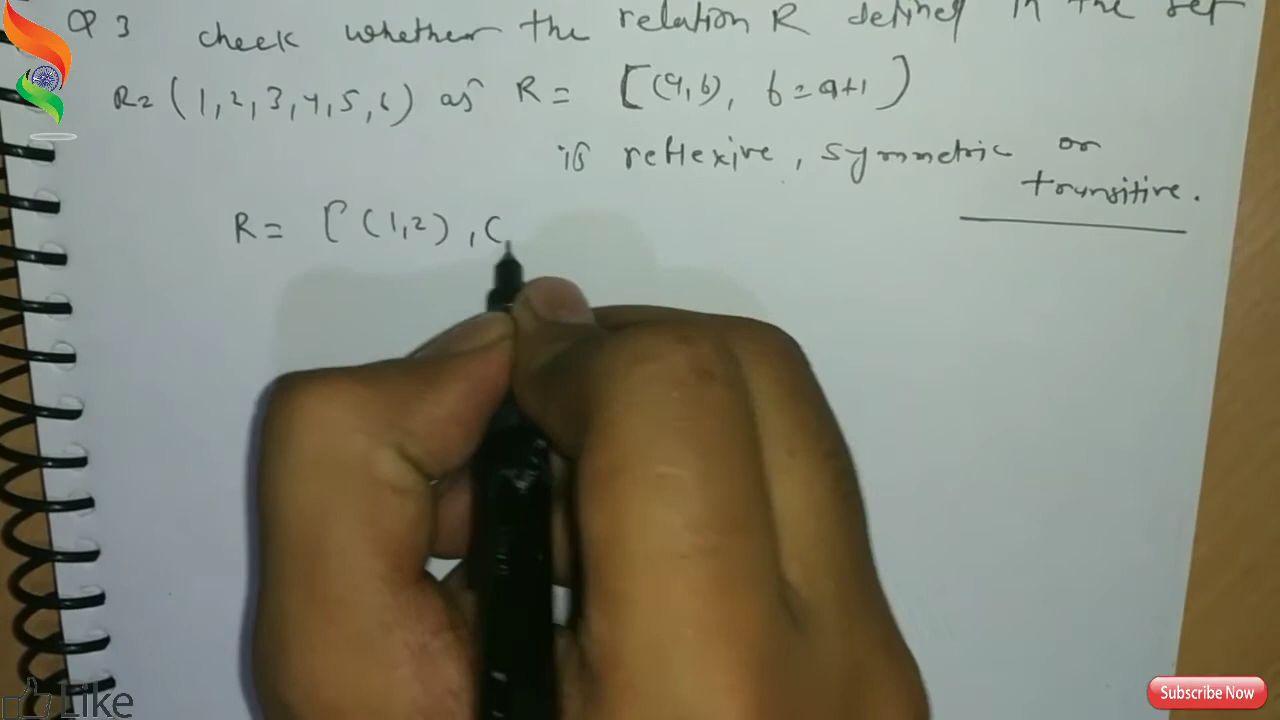 Q 3 check whether the relation R defined in the set
R= (1,2,3,4,5,6) as R= [(a,b), b=a+1)
is reflexive, symmetric or
transitive.
R= [(1,2),(
Like
Subscribe Now